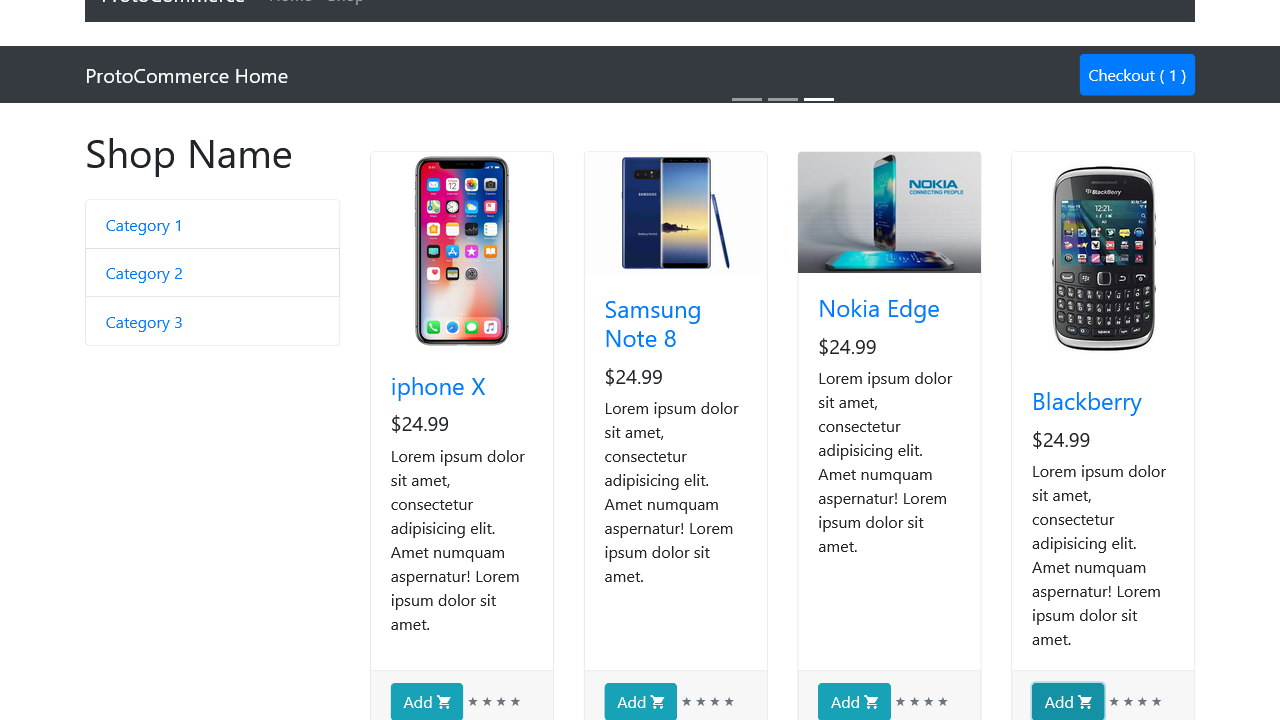 ProtoCommerce Home Shop
ProtoCommerce Home
Checkout ( 1 )
Shop Name
Category 1
Category 2
Category 3
iphone X
$24.99
Lorem ipsum dolor
sit amet,
consectetur
adipisicing elit.
Amet numquam
aspernatur! Lorem
ipsum dolor sit
amet.
Add
SAMSUNG
Samsung
Note 8
$24.99
Lorem ipsum dolor
sit amet,
consectetur
adipisicing elit.
Amet numquam
aspernatur! Lorem
ipsum dolor sit
amet.
Add
NOKIA
CONNECTING PEOPLE
Nokia Edge
$24.99
Lorem ipsum dolor
sit amet,
consectetur
adipisicing elit.
Amet numquam
aspernatur! Lorem
ipsum dolor sit
amet.
Add
BlackBerry
12:21
Blackberry
$24.99
Lorem ipsum dolor
sit amet,
consectetur
adipisicing elit.
Amet numquam
aspernatur! Lorem
ipsum dolor sit
amet.
Add